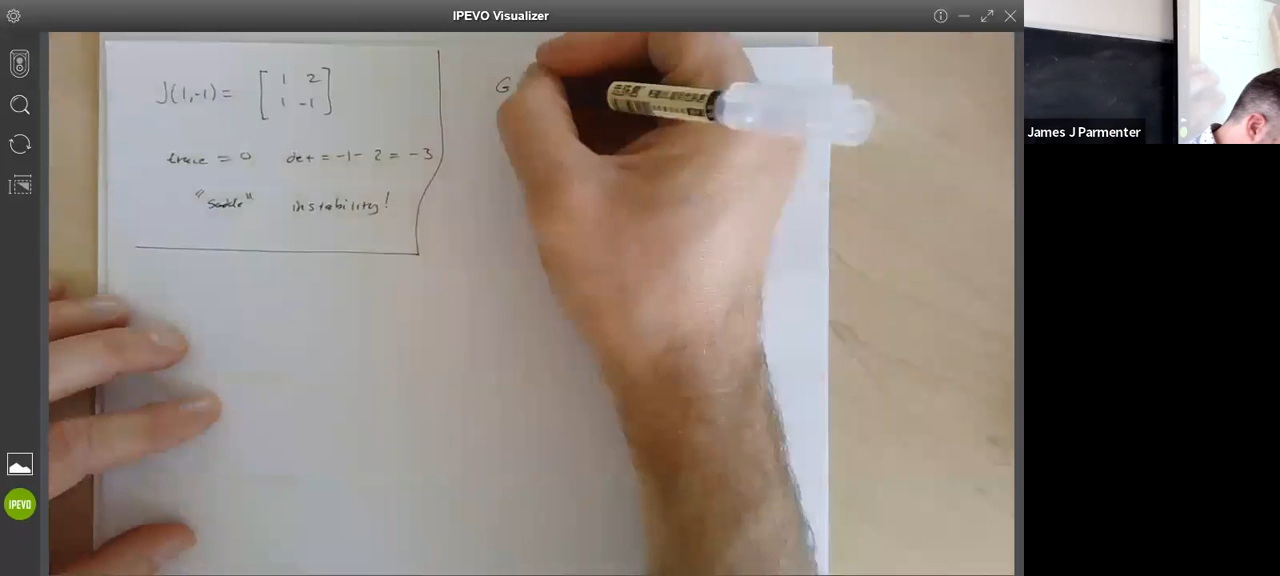 IPEVO Visualizer
J(1,-1) = [ 1 2
1 -1 ]
trace = 0 det = -1 - 2 = -3
"Saddle" instability!
G
James J Parmenter
IPEVO